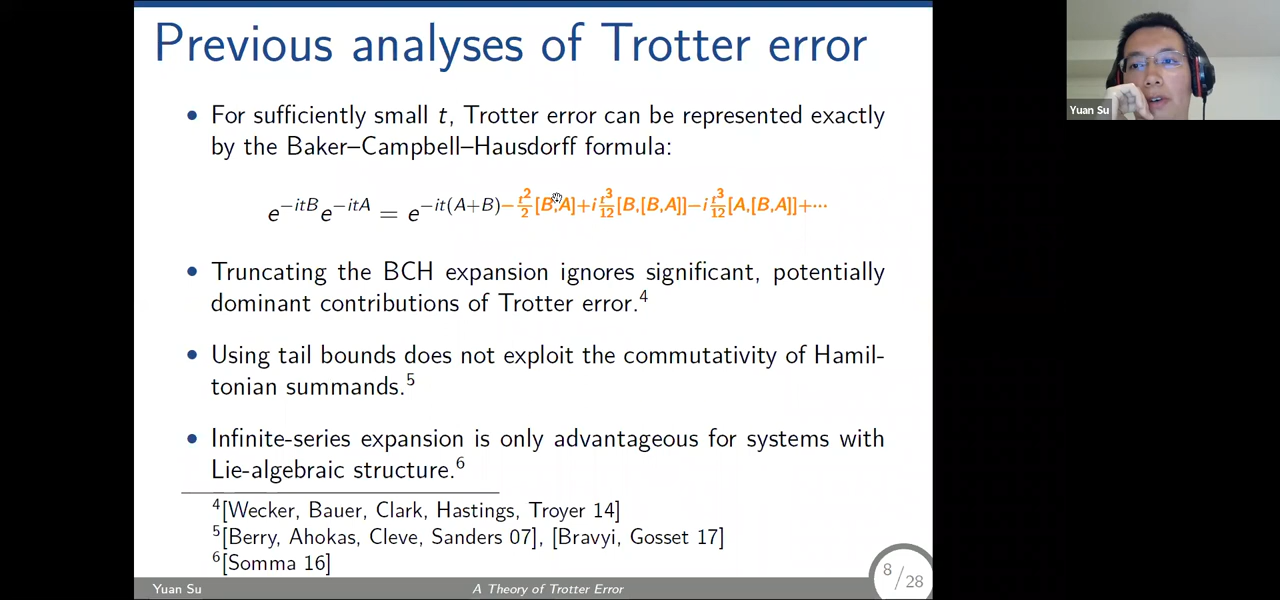 Previous analyses of Trotter error
Yuan Su
• For sufficiently small t, Trotter error can be represented exactly
by the Baker–Campbell–Hausdorff formula:
e^{-itB} e^{-itA} = e^{-it(A+B) - \frac{t^2}{2}[B,A] + i\frac{t^3}{12}[B,[B,A]] - i\frac{t^3}{12}[A,[B,A]] + ⋯}
• Truncating the BCH expansion ignores significant, potentially
dominant contributions of Trotter error.⁴
• Using tail bounds does not exploit the commutativity of Hamil-
tonian summands.⁵
• Infinite-series expansion is only advantageous for systems with
Lie-algebraic structure.⁶
⁴[Wecker, Bauer, Clark, Hastings, Troyer 14]
⁵[Berry, Ahokas, Cleve, Sanders 07], [Bravyi, Gosset 17]
⁶[Somma 16]
Yuan Su
A Theory of Trotter Error
8/28